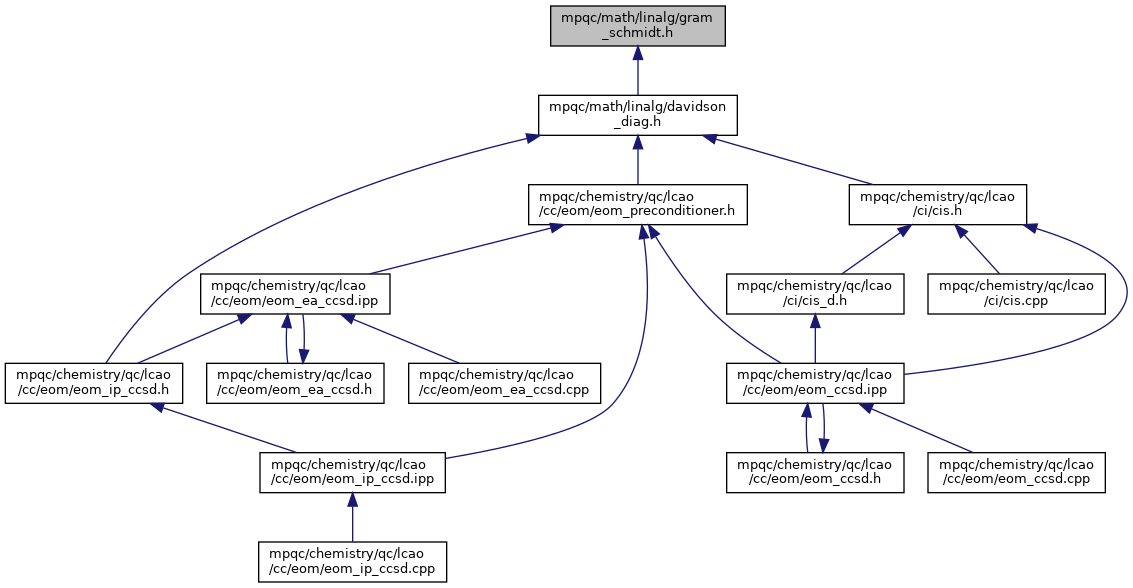 mpqc/math/linalg/gram
_schmidt.h
mpqc/math/linalg/davidson
_diag.h
mpqc/chemistry/qc/lcao
/cc/eom/eom_preconditioner.h
mpqc/chemistry/qc/lcao
/ci/cis.h
mpqc/chemistry/qc/lcao
/cc/eom/eom_ea_ccsd.ipp
mpqc/chemistry/qc/lcao
/ci/cis_d.h
mpqc/chemistry/qc/lcao
/ci/cis.cpp
mpqc/chemistry/qc/lcao
/cc/eom/eom_ip_ccsd.h
mpqc/chemistry/qc/lcao
/cc/eom/eom_ea_ccsd.h
mpqc/chemistry/qc/lcao
/cc/eom/eom_ea_ccsd.cpp
mpqc/chemistry/qc/lcao
/cc/eom/eom_ccsd.ipp
mpqc/chemistry/qc/lcao
/cc/eom/eom_ip_ccsd.ipp
mpqc/chemistry/qc/lcao
/cc/eom/eom_ccsd.h
mpqc/chemistry/qc/lcao
/cc/eom/eom_ccsd.cpp
mpqc/chemistry/qc/lcao
/cc/eom/eom_ip_ccsd.cpp